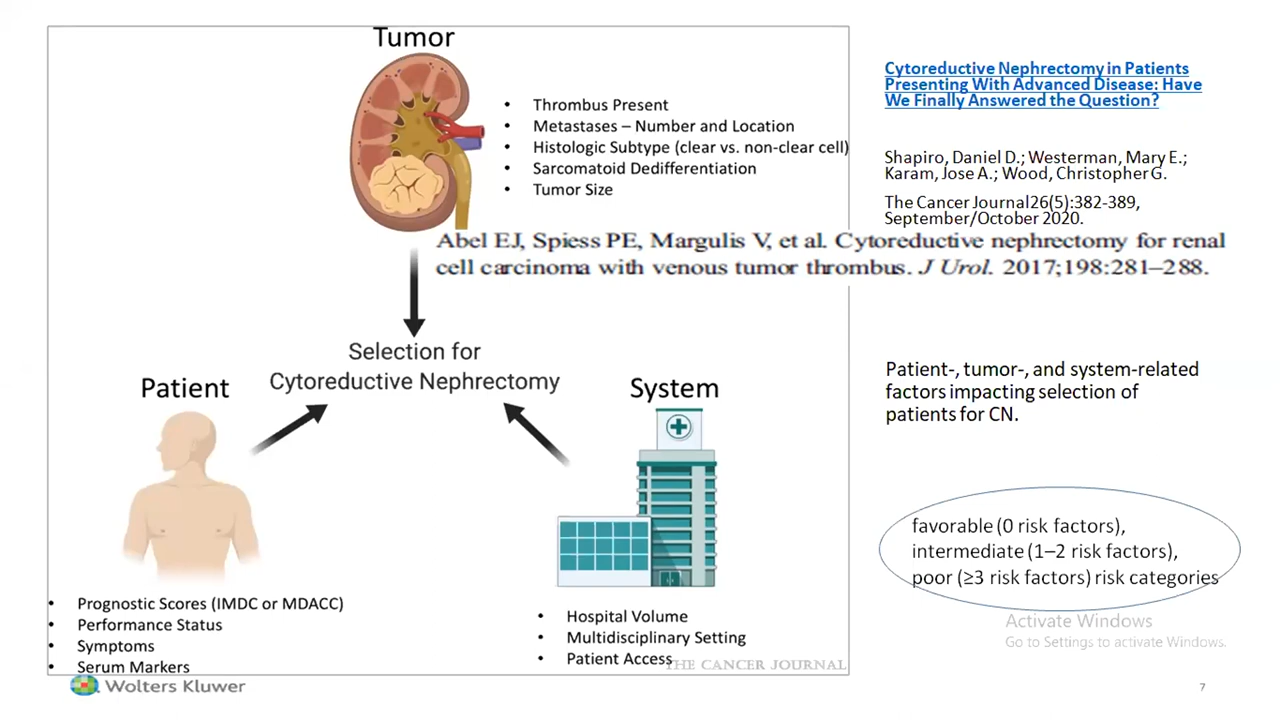 Tumor
• Thrombus Present
• Metastases – Number and Location
• Histologic Subtype (clear vs. non-clear cell)
• Sarcomatoid Dedifferentiation
• Tumor Size
Cytoreductive Nephrectomy in Patients
Presenting With Advanced Disease: Have
We Finally Answered the Question?
Shapiro, Daniel D.; Westerman, Mary E.;
Karam, Jose A.; Wood, Christopher G.
The Cancer Journal26(5):382-389,
September/October 2020.
Abel EJ, Spiess PE, Margulis V, et al. Cytoreductive nephrectomy for renal
cell carcinoma with venous tumor thrombus. J Urol. 2017;198:281–288.
Selection for
Cytoreductive Nephrectomy
Patient
System
Patient-, tumor-, and system-related
factors impacting selection of
patients for CN.
• Prognostic Scores (IMDC or MDACC)
• Performance Status
• Symptoms
• Serum Markers
• Hospital Volume
• Multidisciplinary Setting
• Patient Access
THE CANCER JOURNAL
favorable (0 risk factors),
intermediate (1–2 risk factors),
poor (≥3 risk factors) risk categories
Activate Windows
Go to Settings to activate Windows.
Wolters Kluwer
7